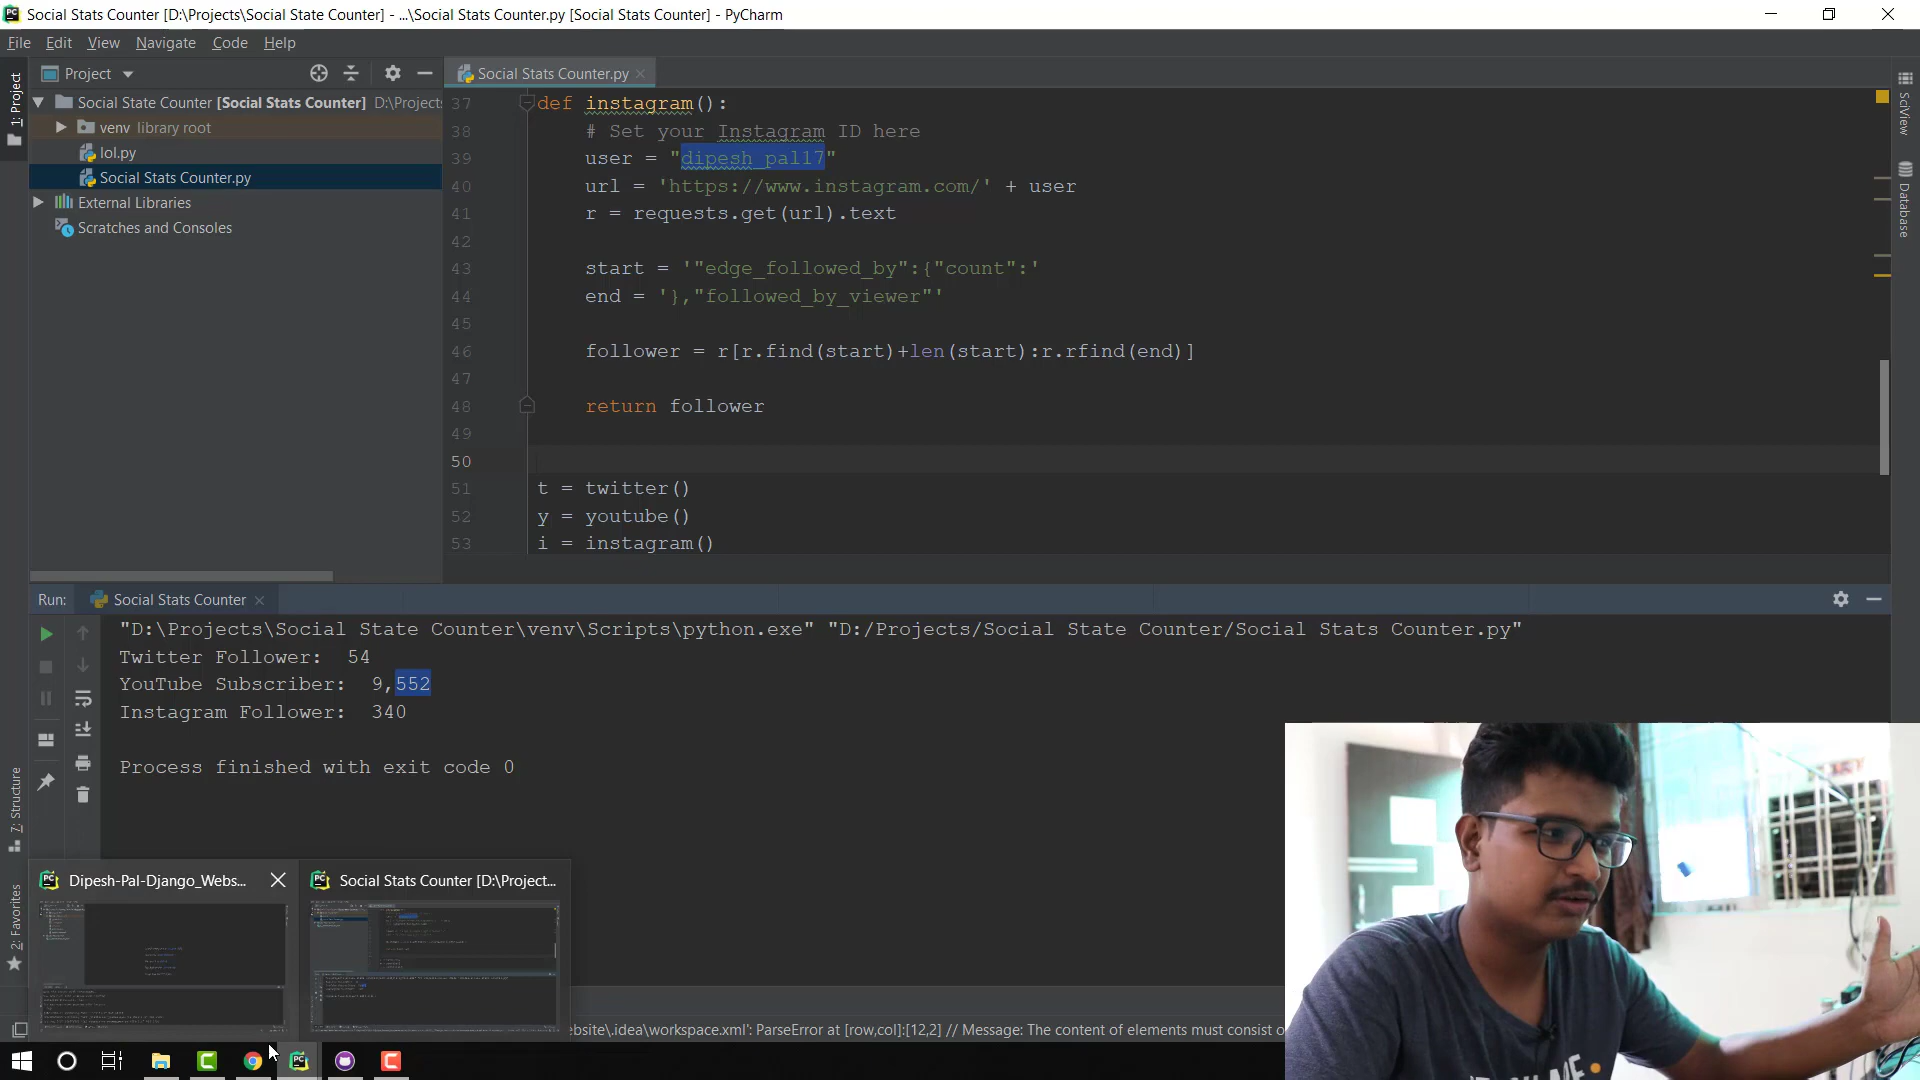 Social Stats Counter [D:\Projects\Social State Counter] - ...\Social Stats Counter.py [Social Stats Counter] - PyCharm
File Edit View Navigate Code Help
Project
Social Stats Counter.py
1: Project
Social State Counter [Social Stats Counter] D:\Projects
venv library root
lol.py
Social Stats Counter.py
External Libraries
Scratches and Consoles
37 def instagram():
38 # Set your Instagram ID here
39 user = "dipesh_pal17"
40 url = 'https://www.instagram.com/' + user
41 r = requests.get(url).text
42
43 start = '"edge_followed_by":{"count":'
44 end = '},"followed_by_viewer"'
45
46 follower = r[r.find(start)+len(start):r.rfind(end)]
47
48 return follower
49
50
51 t = twitter()
52 y = youtube()
53 i = instagram()
SciView
Database
Run: Social Stats Counter
"D:\Projects\Social State Counter\venv\Scripts\python.exe" "D:/Projects/Social State Counter/Social Stats Counter.py"
Twitter Follower:  54
YouTube Subscriber:  9,552
Instagram Follower:  340
Process finished with exit code 0
7: Structure
2: Favorites
Dipesh-Pal-Django_Webs...
Social Stats Counter [D:\Project...
ebsite\.idea\workspace.xml': ParseError at [row,col]:[12,2] // Message: The content of elements must consist o